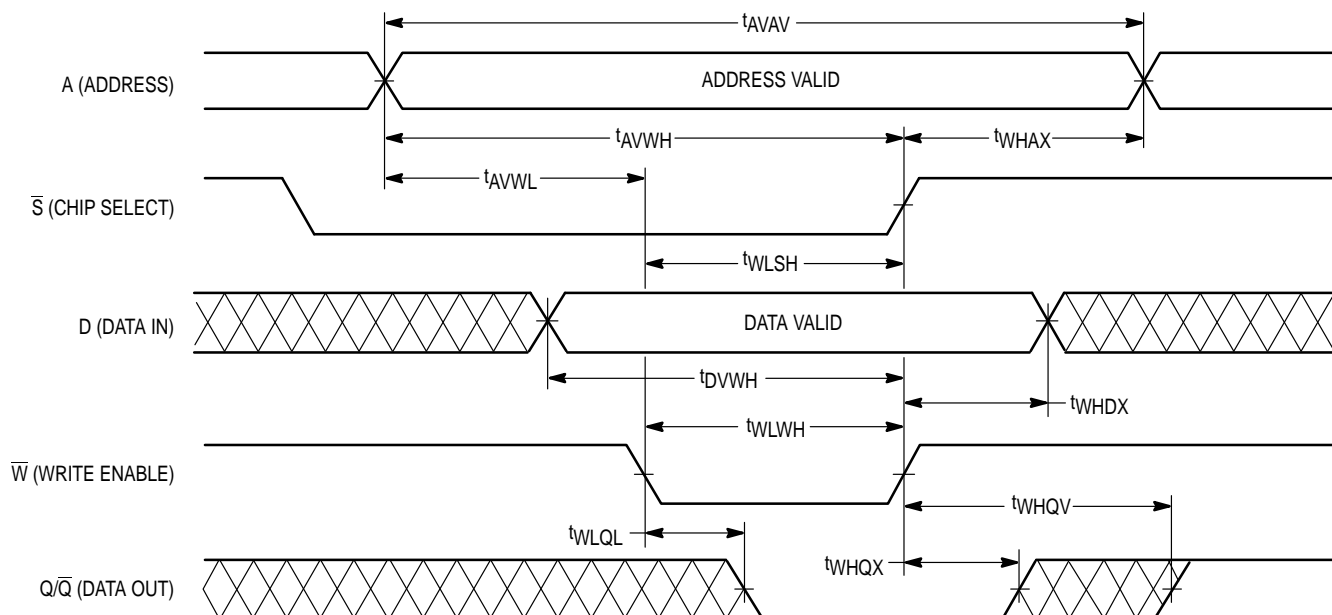 tAVAV
A (ADDRESS)
ADDRESS VALID
tAVWH
tWHAX
tAVWL
S̅ (CHIP SELECT)
tWLSH
D (DATA IN)
DATA VALID
tDVWH
tWHDX
tWLWH
W̅ (WRITE ENABLE)
tWHQV
tWLQL
tWHQX
Q/Q̅ (DATA OUT)